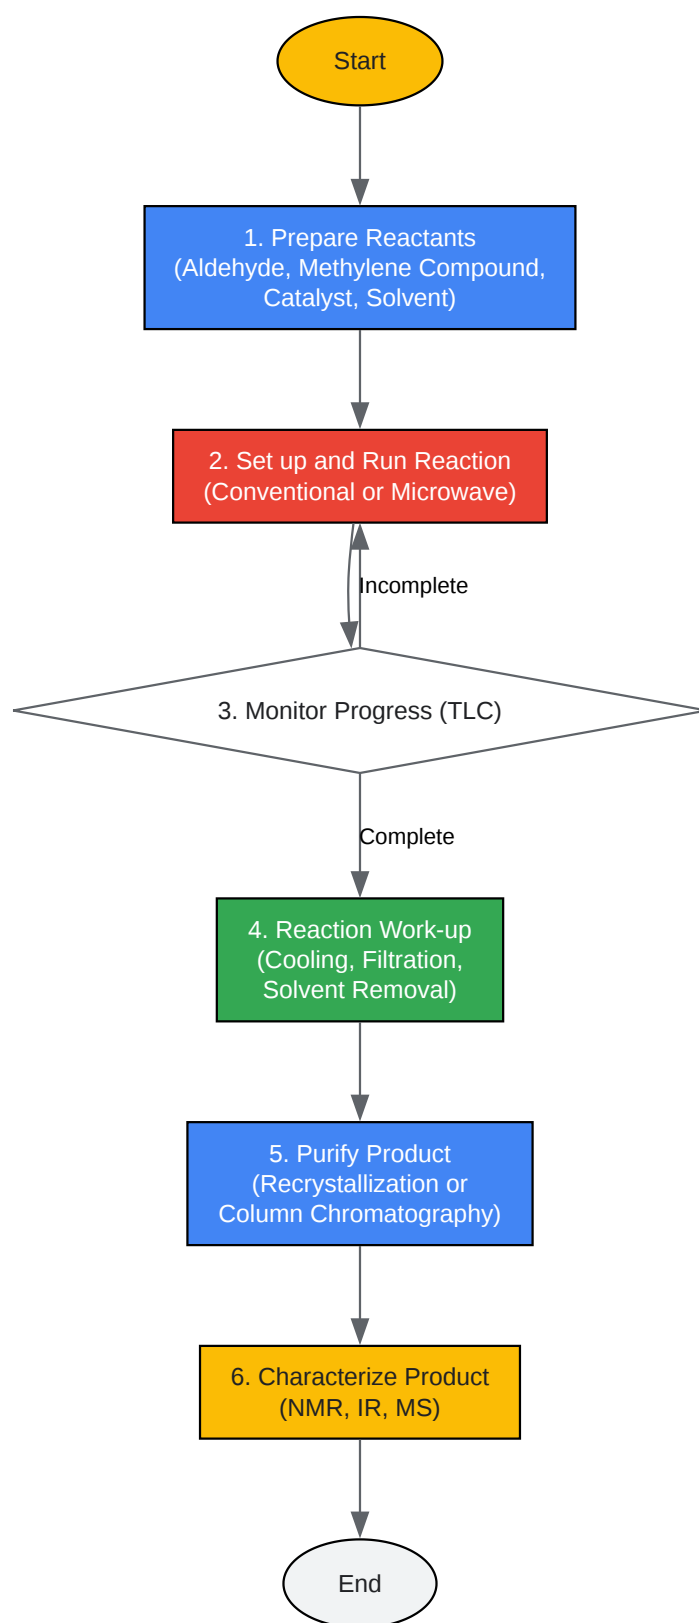 Start
1. Prepare Reactants
(Aldehyde, Methylene Compound,
Catalyst, Solvent)
2. Set up and Run Reaction
(Conventional or Microwave)
Incomplete
3. Monitor Progress (TLC)
Complete
4. Reaction Work-up
(Cooling, Filtration,
Solvent Removal)
5. Purify Product
(Recrystallization or
Column Chromatography)
6. Characterize Product
(NMR, IR, MS)
End